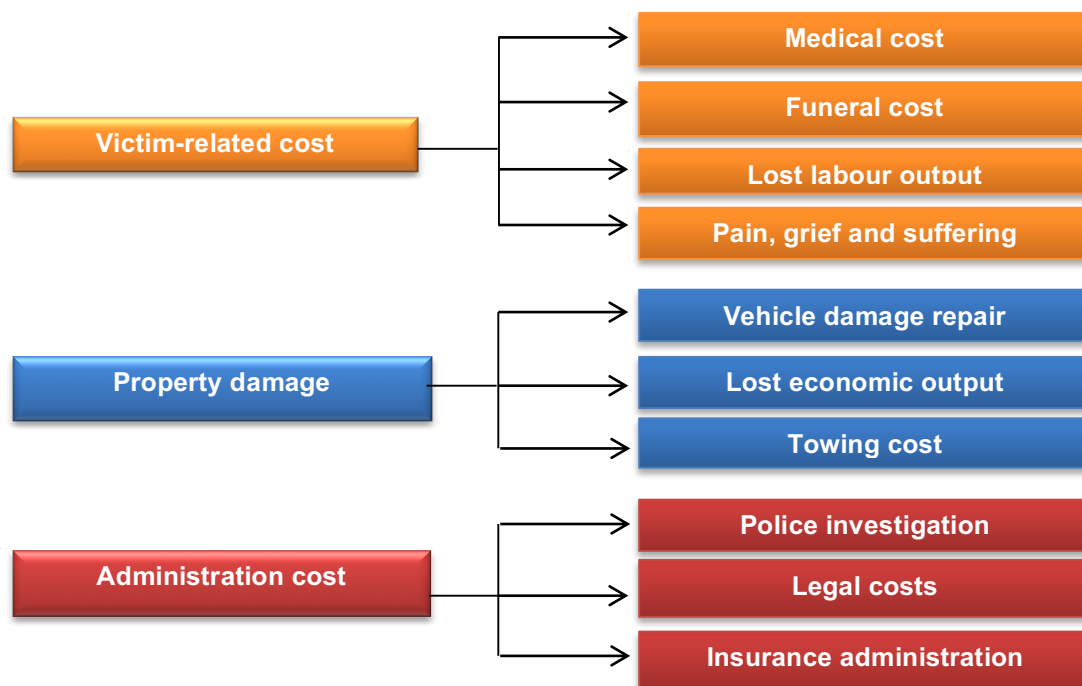 Victim-related cost
Medical cost
Funeral cost
Lost labour output
Pain, grief and suffering
Property damage
Vehicle damage repair
Lost economic output
Towing cost
Administration cost
Police investigation
Legal costs
Insurance administration